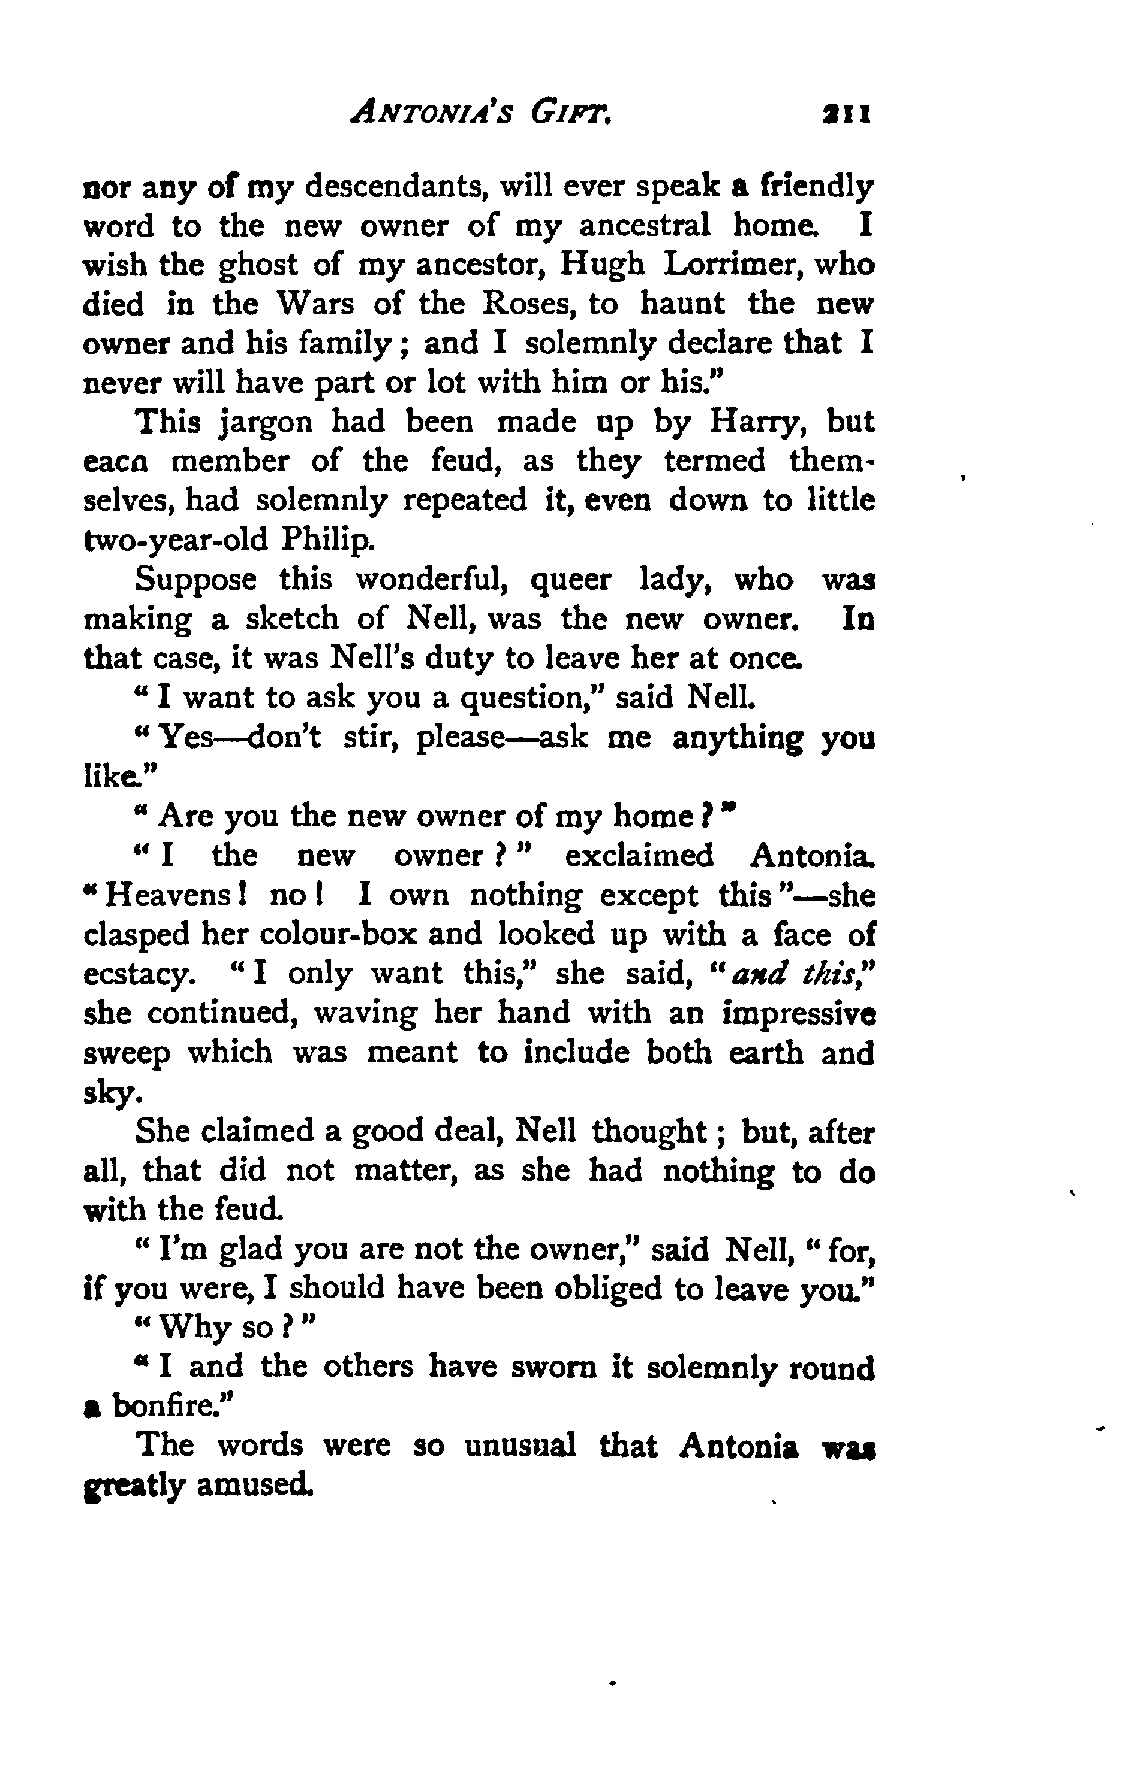 ANTONIA'S GIFT. 211
nor any of my descendants, will ever speak a friendly
word to the new owner of my ancestral home. I
wish the ghost of my ancestor, Hugh Lorrimer, who
died in the Wars of the Roses, to haunt the new
owner and his family; and I solemnly declare that I
never will have part or lot with him or his."
This jargon had been made up by Harry, but
each member of the feud, as they termed them-
selves, had solemnly repeated it, even down to little
two-year-old Philip.
Suppose this wonderful, queer lady, who was
making a sketch of Nell, was the new owner. In
that case, it was Nell's duty to leave her at once.
"I want to ask you a question," said Nell.
"Yes—don't stir, please—ask me anything you
like."
"Are you the new owner of my home?"
"I the new owner?" exclaimed Antonia.
"Heavens! no! I own nothing except this"—she
clasped her colour-box and looked up with a face of
ecstacy. "I only want this," she said, "and this,"
she continued, waving her hand with an impressive
sweep which was meant to include both earth and
sky.
She claimed a good deal, Nell thought; but, after
all, that did not matter, as she had nothing to do
with the feud.
"I'm glad you are not the owner," said Nell, "for,
if you were, I should have been obliged to leave you."
"Why so?"
"I and the others have sworn it solemnly round
a bonfire."
The words were so unusual that Antonia was
greatly amused.